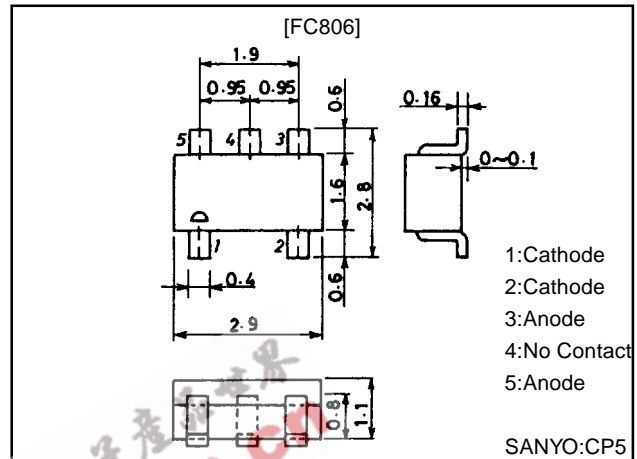 [FC806]
1.9
0.95 0.95
0.6
0.16
5 4 3
0~0.1
1.6
2.8
1 2
0.4
0.6
2.9
1:Cathode
2:Cathode
3:Anode
4:No Contact
5:Anode
0.8
1.1
SANYO:CP5